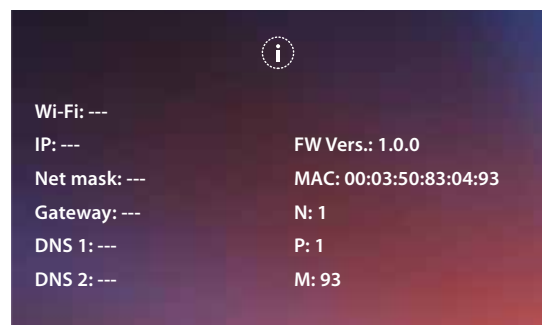 i
Wi-Fi: ---
IP: ---
Net mask: ---
Gateway: ---
DNS 1: ---
DNS 2: ---
FW Vers.: 1.0.0
MAC: 00:03:50:83:04:93
N: 1
P: 1
M: 93